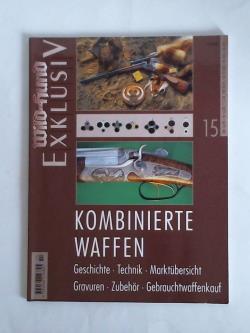 WILD UND HUND
EXKLUSIV
15
KOMBINIERTE
WAFFEN
Geschichte · Technik · Marktübersicht
Gravuren · Zubehör · Gebrauchtwaffenkauf